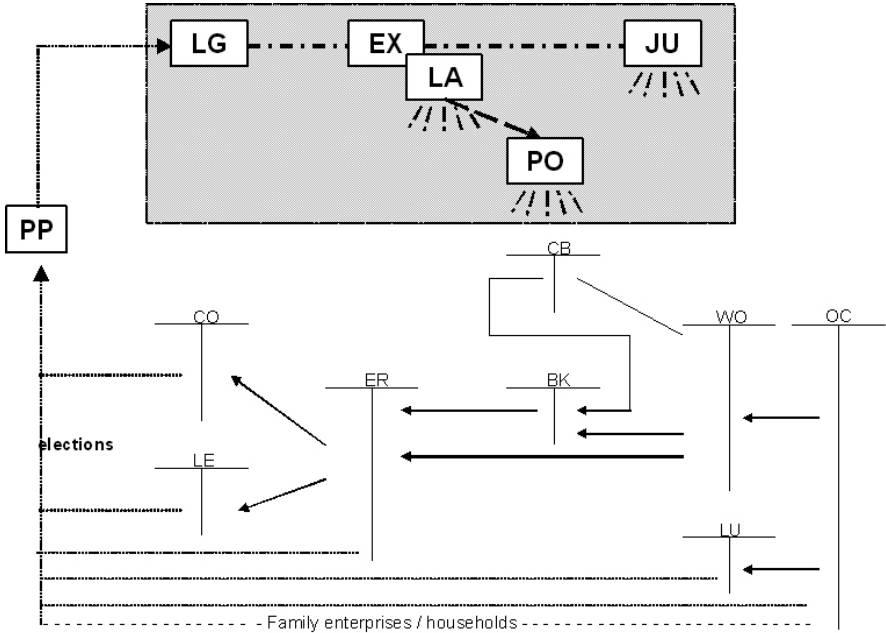 LG
EX
JU
LA
PO
PP
CB
CO
WO
OC
ER
BK
elections
LE
LU
Family enterprises / households